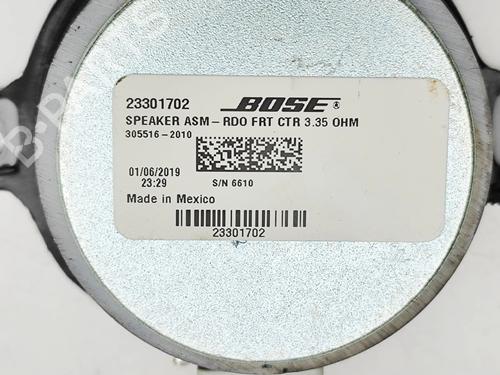 B-PARTS
23301702 BOSE®
SPEAKER ASM – RDO FRT CTR 3.35 OHM
305516-2010
01/06/2019
23:29
S/N 6610
Made in Mexico
23301702